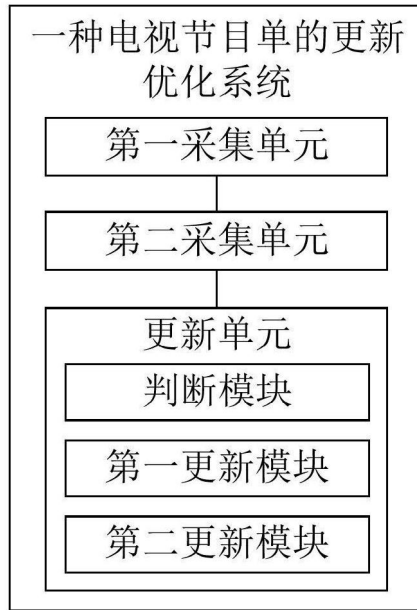 一种电视节目单的更新
优化系统
第一采集单元
第二采集单元
更新单元
判断模块
第一更新模块
第二更新模块